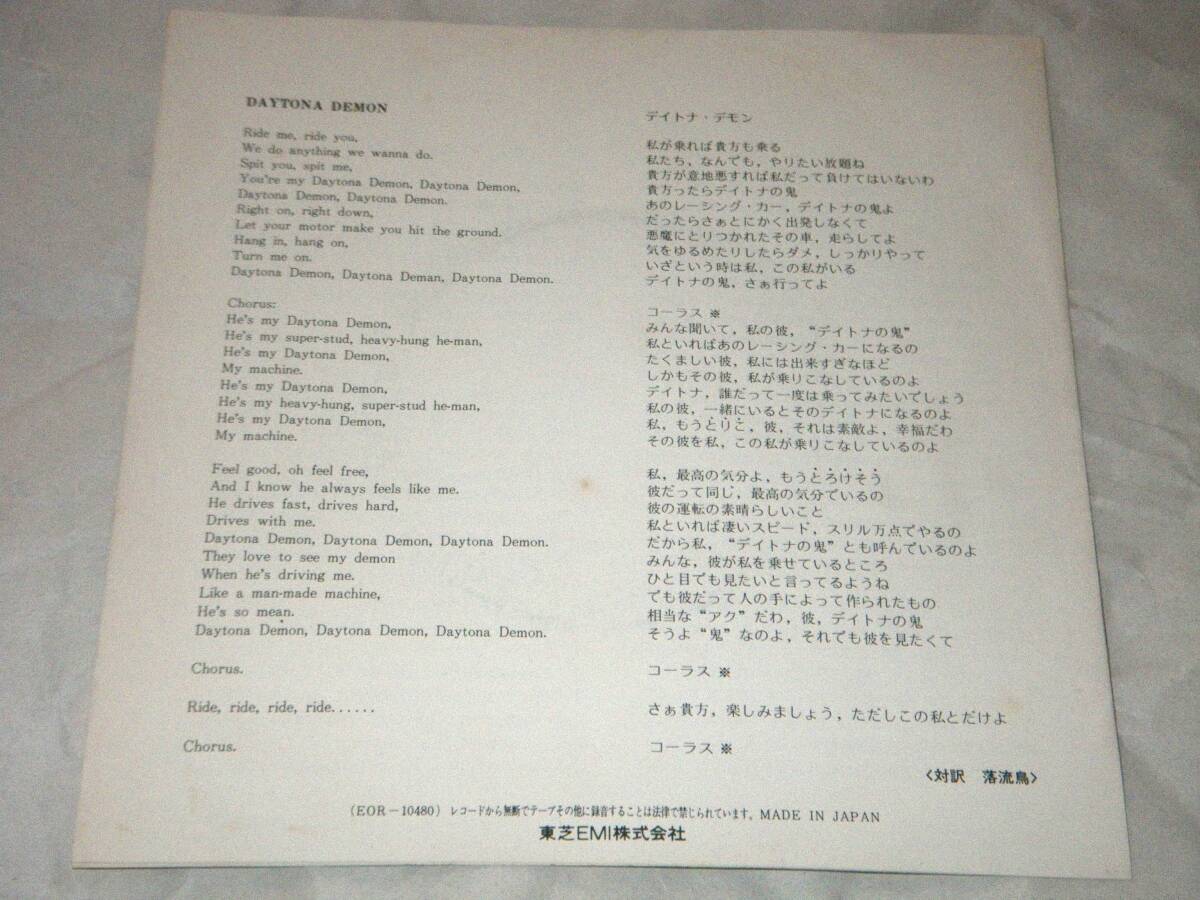 DAYTONA DEMON
Ride me, ride you,
We do anything we wanna do.
Spit you, spit me,
You're my Daytona Demon, Daytona Demon,
Daytona Demon, Daytona Demon.
Right on, right down,
Let your motor make you hit the ground.
Hang in, hang on,
Turn me on.
Daytona Demon, Daytona Deman, Daytona Demon.
Chorus:
He's my Daytona Demon,
He's my super-stud, heavy-hung he-man,
He's my Daytona Demon,
My machine.
He's my Daytona Demon,
He's my heavy-hung, super-stud he-man,
He's my Daytona Demon,
My machine.
Feel good, oh feel free,
And I know he always feels like me.
He drives fast, drives hard,
Drives with me.
Daytona Demon, Daytona Demon, Daytona Demon.
They love to see my demon
When he's driving me.
Like a man-made machine,
He's so mean.
Daytona Demon, Daytona Demon, Daytona Demon.
Chorus.
Ride, ride, ride, ride......
Chorus.
デイトナ・デモン
私が乗れば貴方も乗る
私たち、なんでも，やりたい放題ね
貴方が意地悪すれば私だって負けてはいないわ
貴方ったらデイトナの鬼
あのレーシング・カー，デイトナの鬼よ
だったらさぁとにかく出発しなくて
悪魔にとりつかれたその車，走らしてよ
気をゆるめたりしたらダメ，しっかりやって
いざという時は私，この私がいる
デイトナの鬼，さぁ行ってよ
コーラス ※
みんな聞いて，私の彼，“デイトナの鬼”
私といればあのレーシング・カーになるの
たくましい彼，私には出来すぎなほど
しかもその彼，私が乗りこなしているのよ
デイトナ，誰だって一度は乗ってみたいでしょう
私の彼，一緒にいるとそのデイトナになるのよ
私，もうとりこ，彼，それは素敵よ，幸福だわ
その彼を私，この私が乗りこなしているのよ
私，最高の気分よ，もうとろけそう
彼だって同じ，最高の気分でいるの
彼の運転の素晴らしいこと
私といれば凄いスピード，スリル万点でやるの
だから私，“デイトナの鬼”とも呼んでいるのよ
みんな，彼が私を乗せているところ
ひと目でも見たいと言ってるようね
でも彼だって人の手によって作られたもの
相当な“アク”だわ，彼，デイトナの鬼
そうよ“鬼”なのよ，それでも彼を見たくて
コーラス ※
さぁ貴方，楽しみましょう，ただしこの私とだけよ
コーラス ※
〈対訳　落流鳥〉
(EOR－10480) レコードから無断でテープその他に録音することは法律で禁じられています。MADE IN JAPAN
東芝EMI株式会社